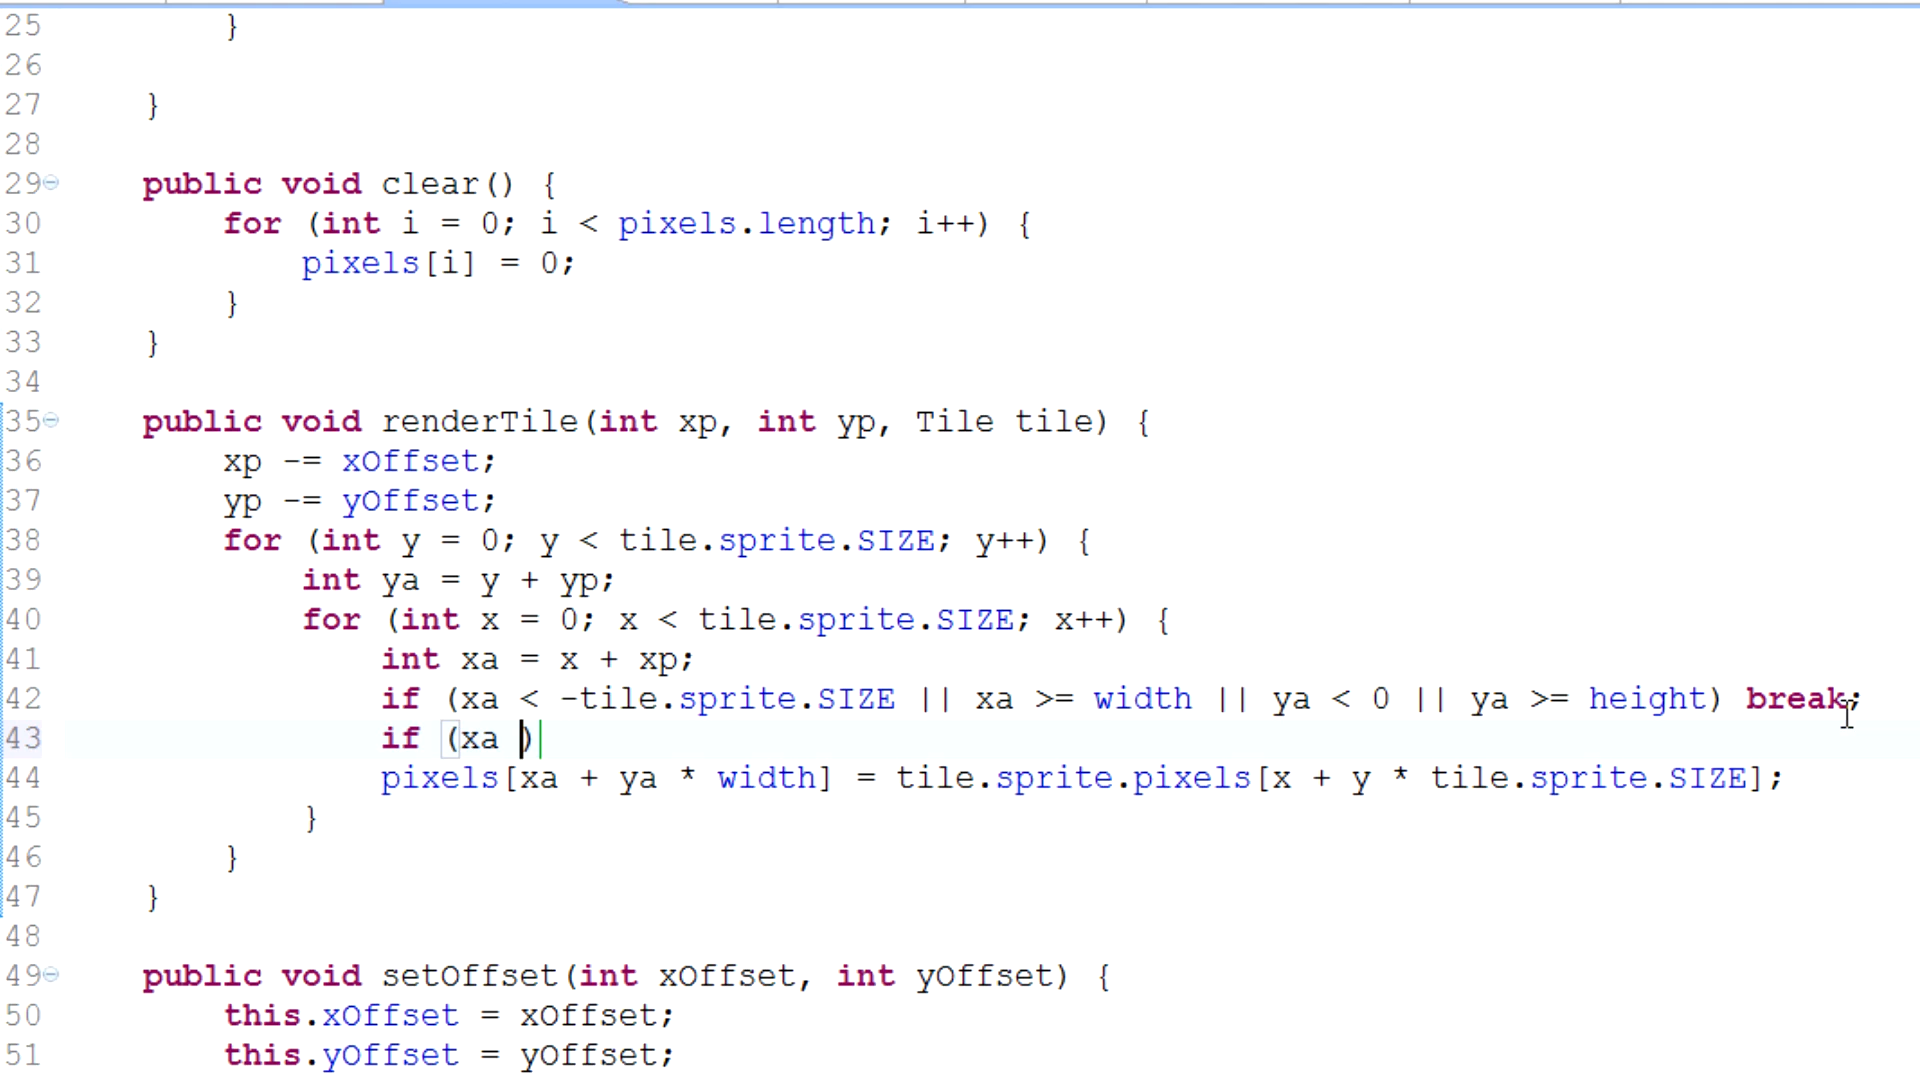 25 }
26
27 }
28
29 public void clear() {
30 for (int i = 0; i < pixels.length; i++) {
31 pixels[i] = 0;
32 }
33 }
34
35 public void renderTile(int xp, int yp, Tile tile) {
36 xp -= xOffset;
37 yp -= yOffset;
38 for (int y = 0; y < tile.sprite.SIZE; y++) {
39 int ya = y + yp;
40 for (int x = 0; x < tile.sprite.SIZE; x++) {
41 int xa = x + xp;
42 if (xa < -tile.sprite.SIZE || xa >= width || ya < 0 || ya >= height) break;
43 if (xa )
44 pixels[xa + ya * width] = tile.sprite.pixels[x + y * tile.sprite.SIZE];
45 }
46 }
47 }
48
49 public void setOffset(int xOffset, int yOffset) {
50 this.xOffset = xOffset;
51 this.yOffset = yOffset;